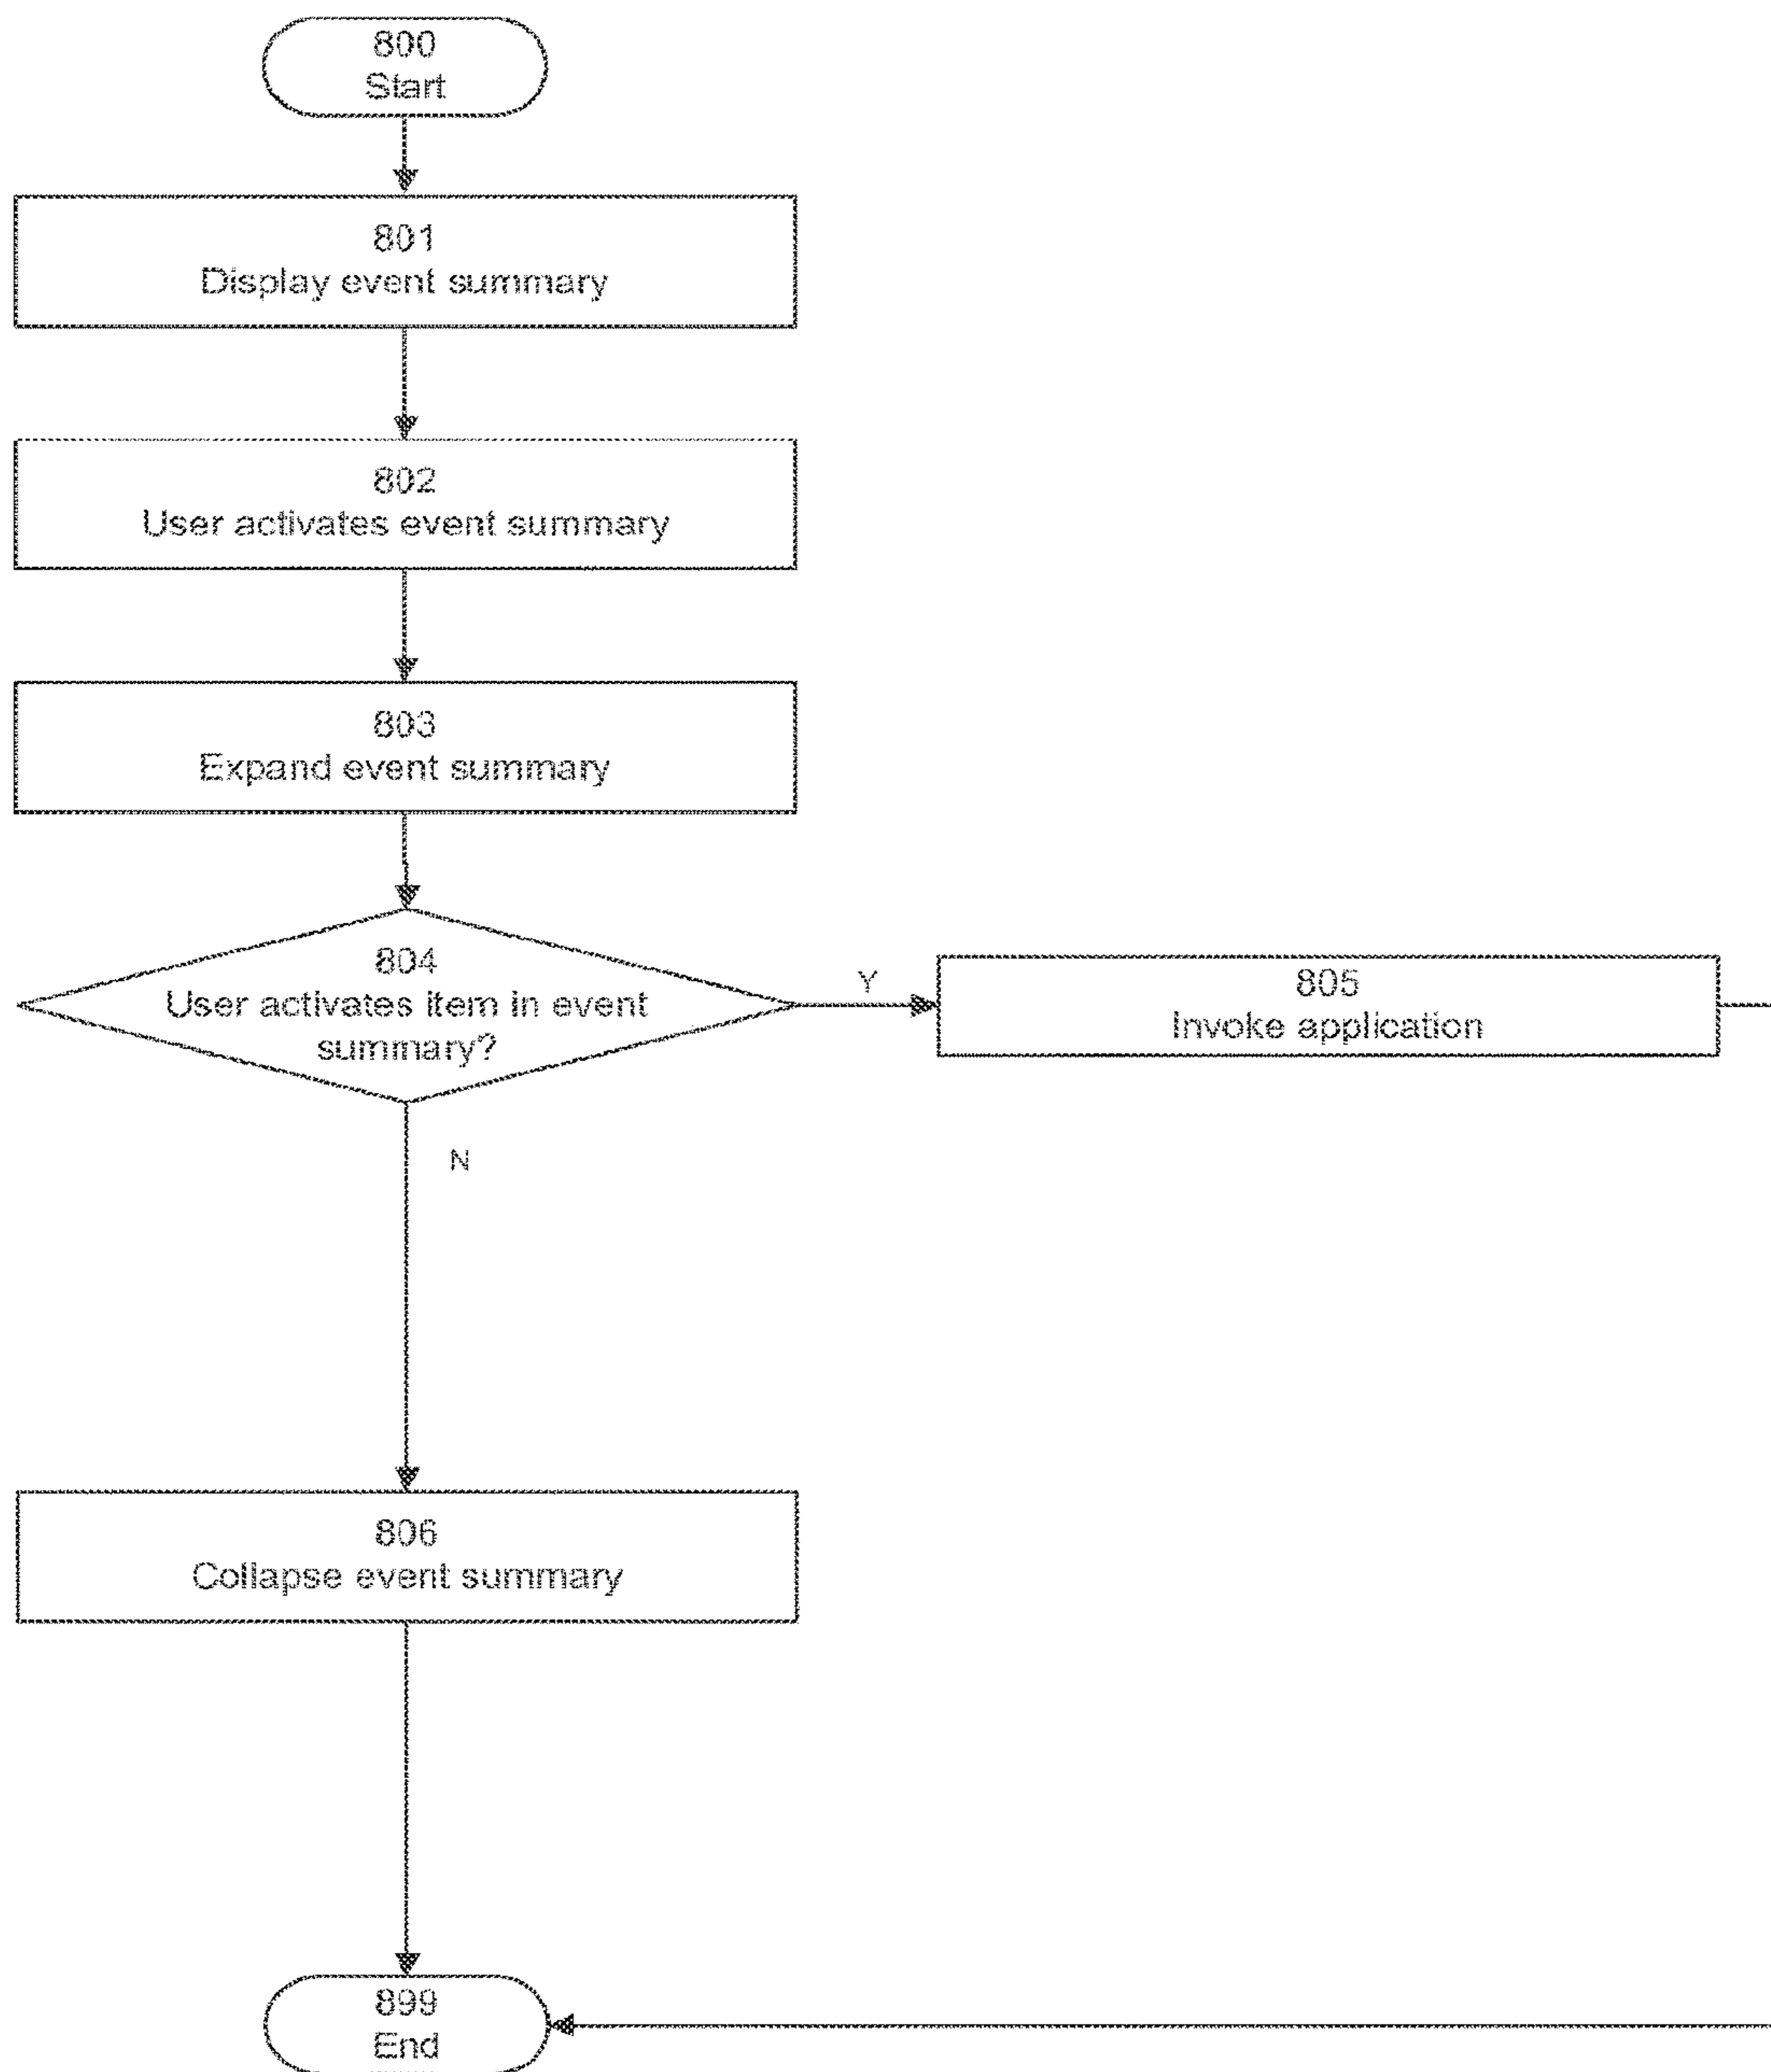 800
Start
801
Display event summary
802
User activates event summary
803
Expand event summary
804
User activates item in event
summary?
Y
805
Invoke application
N
806
Collapse event summary
899
End